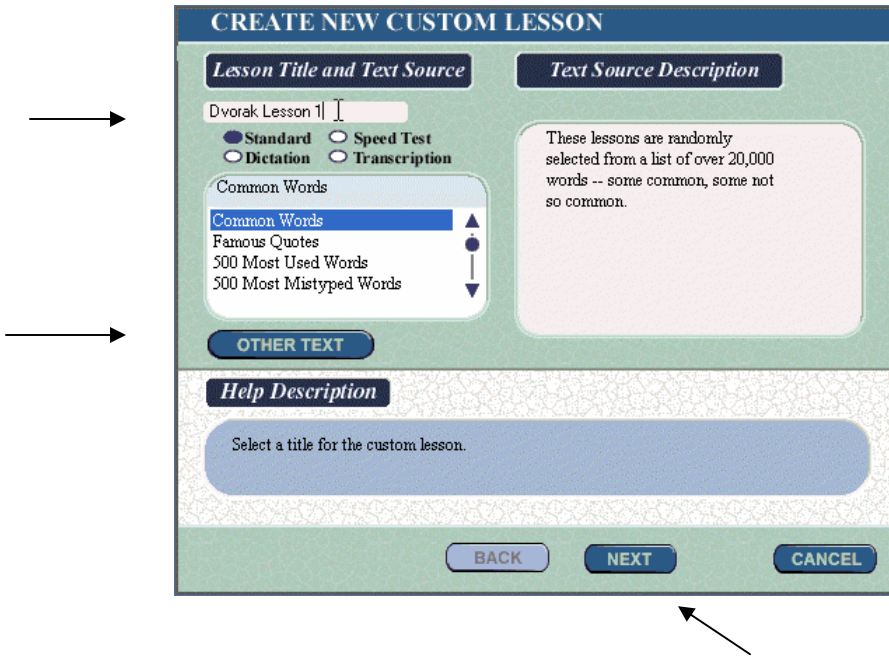 CREATE NEW CUSTOM LESSON
Lesson Title and Text Source
Dvorak Lesson 1
Standard Speed Test
Dictation Transcription
Common Words
Common Words
Famous Quotes
500 Most Used Words
500 Most Mistyped Words
OTHER TEXT
Text Source Description
These lessons are randomly
selected from a list of over 20,000
words -- some common, some not
so common.
Help Description
Select a title for the custom lesson.
BACK NEXT CANCEL